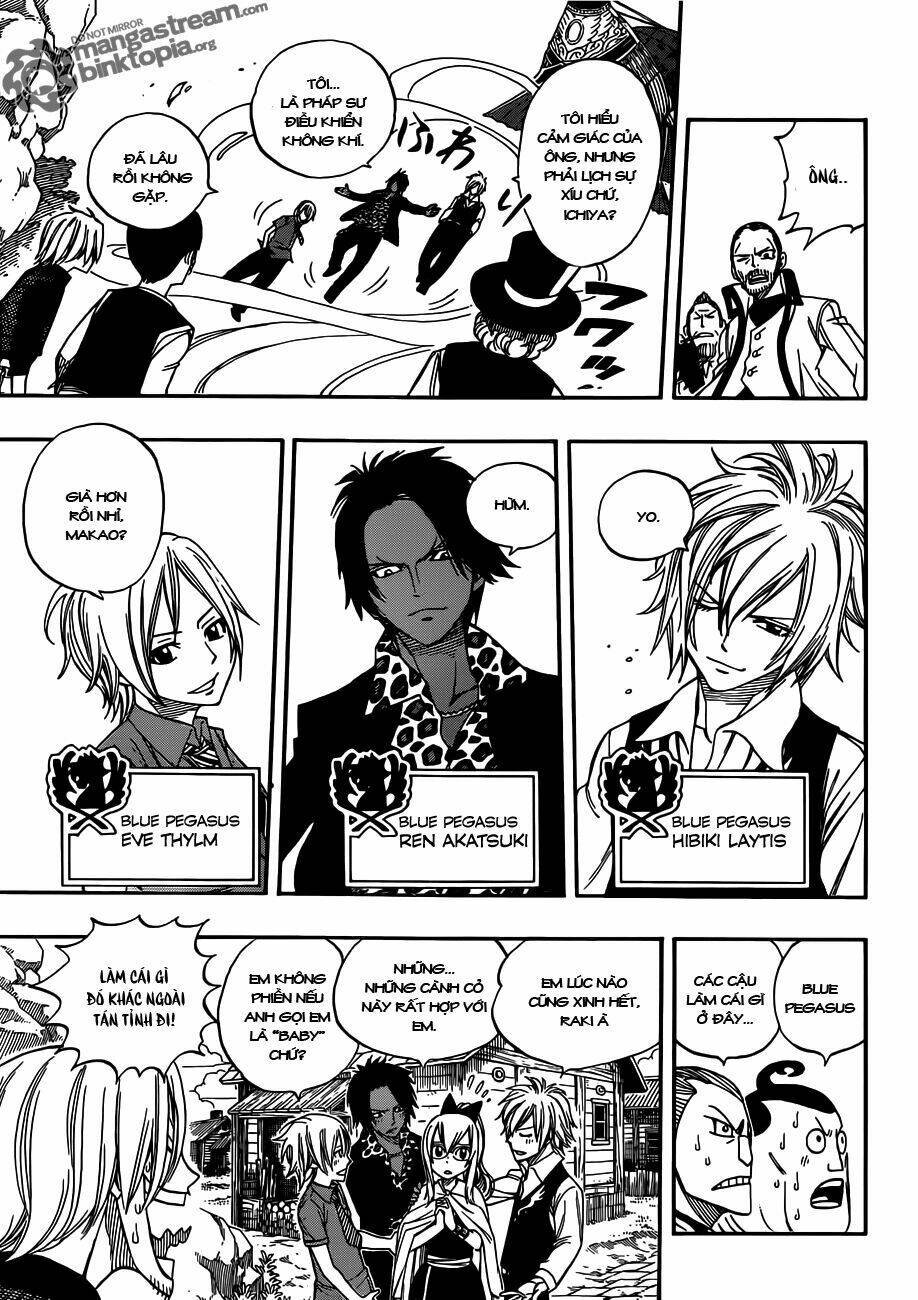 DO NOT MIRROR
mangastream.com
binktopia.org
ÔNG..
TÔI HIỂU
CẢM GIÁC CỦA
ÔNG, NHƯNG
PHẢI LỊCH SỰ
XÍU CHỨ,
ICHIYA?
TÔI...
LÀ PHÁP SƯ
ĐIỀU KHIỂN
KHÔNG KHÍ.
ĐÃ LÂU
RỒI KHÔNG
GẶP.
ふわり
フワッ
YO.
BLUE PEGASUS
HIBIKI LAYTIS
HỪM.
BLUE PEGASUS
REN AKATSUKI
GIÀ HƠN
RỒI NHỈ,
MAKAO?
BLUE PEGASUS
EVE THYLM
BLUE
PEGASUS
CÁC CẬU
LÀM CÁI GÌ
Ở ĐÂY...
EM LÚC NÀO
CŨNG XINH HẾT,
RAKI À
NHỮNG...
NHỮNG CÀNH CỎ
NÀY RẤT HỢP VỚI
EM.
EM KHÔNG
PHIỀN NẾU
ANH GỌI EM
LÀ "BABY"
CHỨ?
LÀM CÁI GÌ
ĐÓ KHÁC NGOÀI
TÁN TỈNH ĐI!